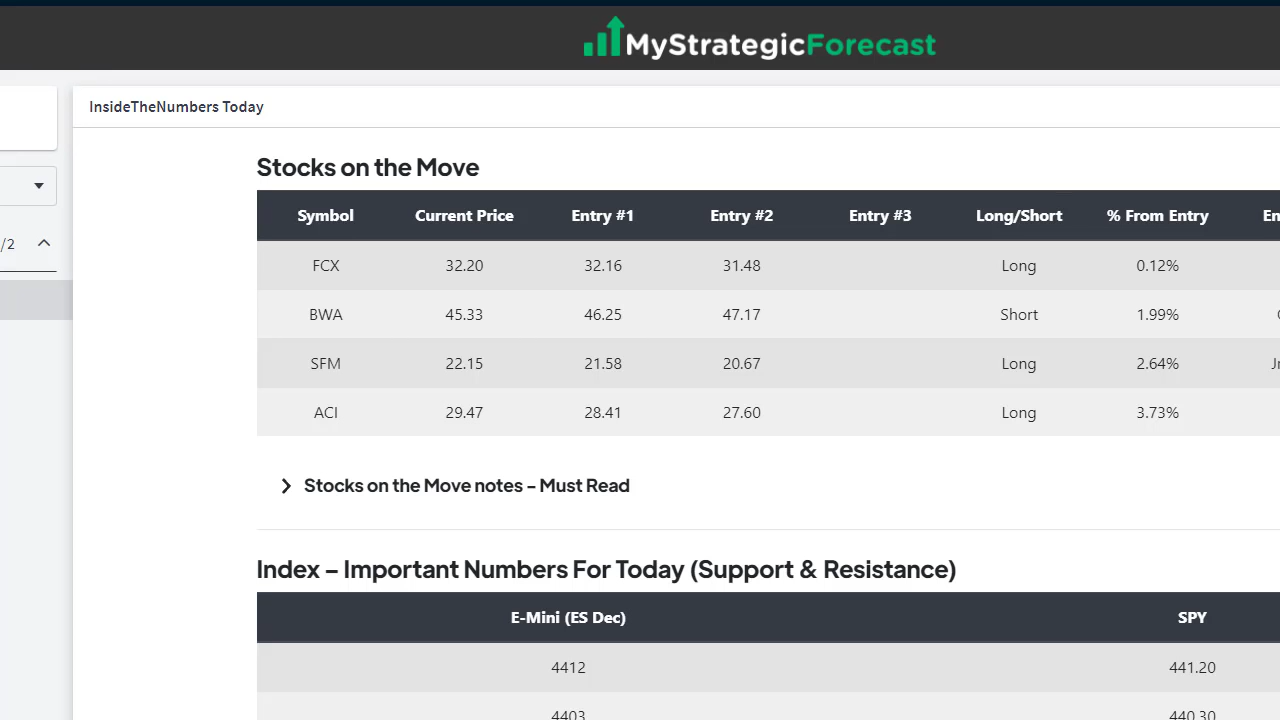 MyStrategicForecast
InsideTheNumbers Today
Stocks on the Move
Symbol Current Price Entry #1 Entry #2 Entry #3 Long/Short % From Entry
FCX 32.20 32.16 31.48 Long 0.12%
/2
BWA 45.33 46.25 47.17 Short 1.99%
SFM 22.15 21.58 20.67 Long 2.64%
ACI 29.47 28.41 27.60 Long 3.73%
Stocks on the Move notes – Must Read
Index – Important Numbers For Today (Support & Resistance)
E-Mini (ES Dec) SPY
4412 441.20
4403 440.30